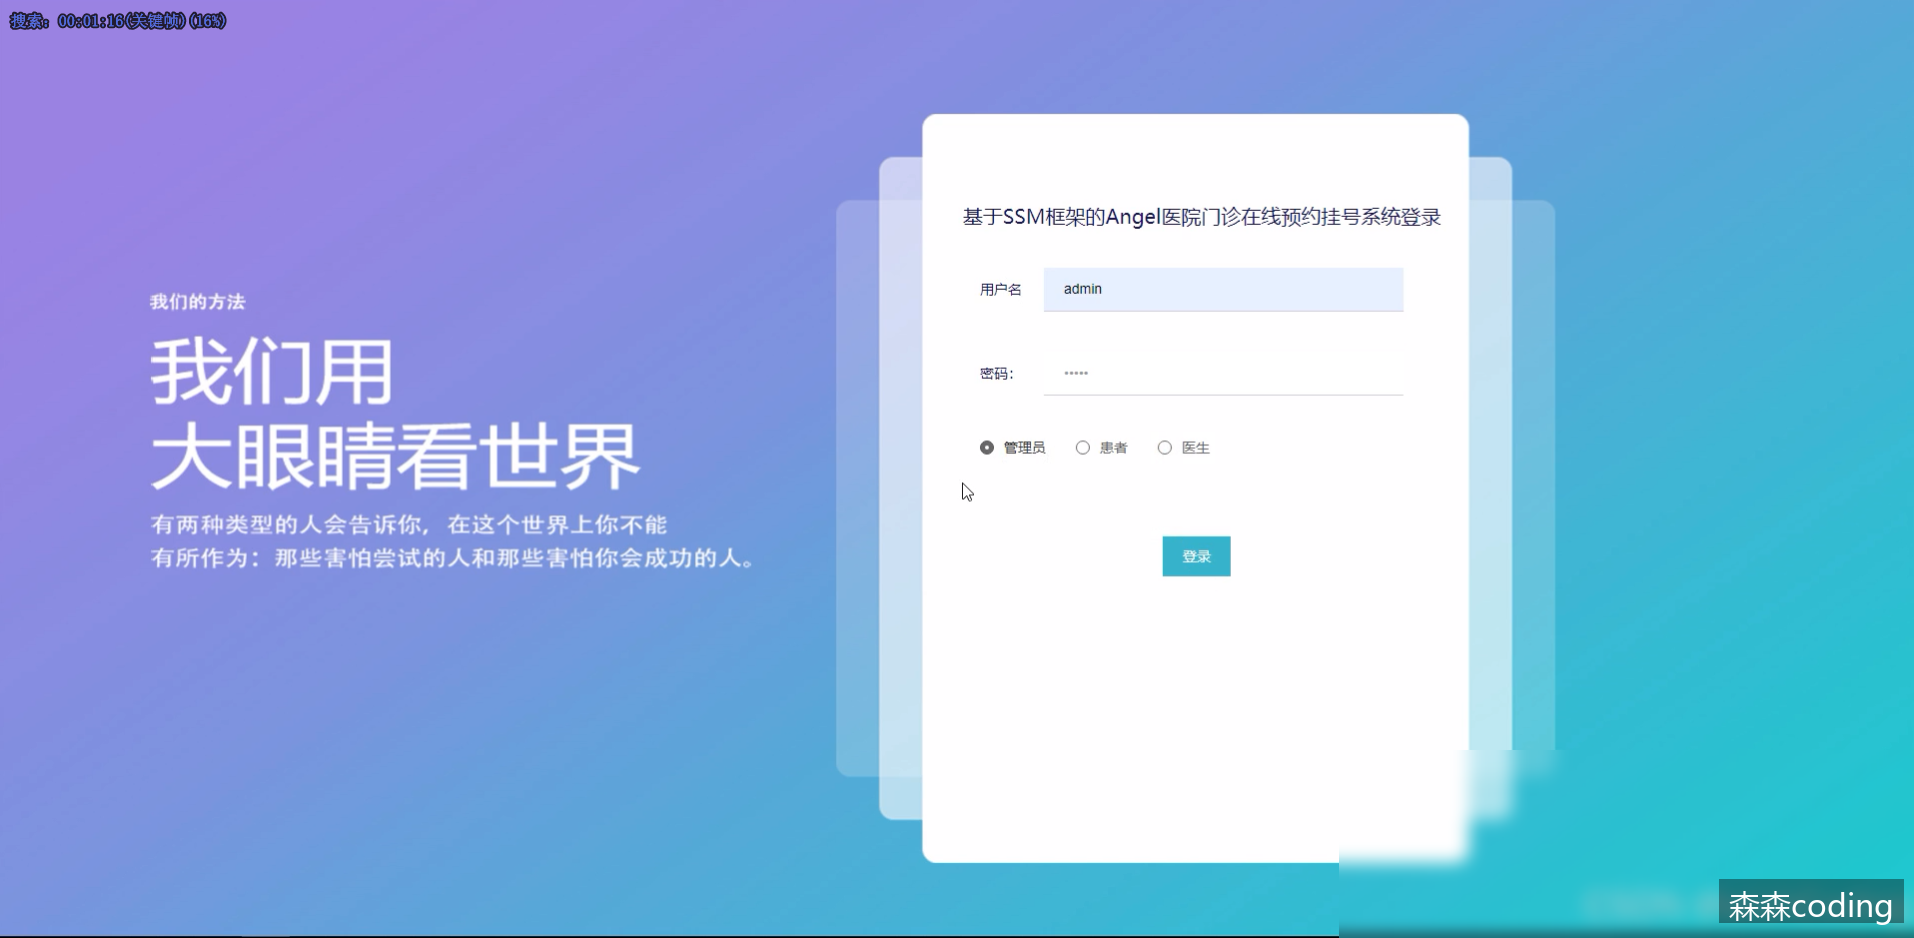 搜索: 00:01:16(关键帧)(16%)
我们的方法
我们用
大眼睛看世界
有两种类型的人会告诉你，在这个世界上你不能
有所作为：那些害怕尝试的人和那些害怕你会成功的人。
基于SSM框架的Angel医院门诊在线预约挂号系统登录
用户名 admin
密码： •••••
管理员 患者 医生
登录
森森coding